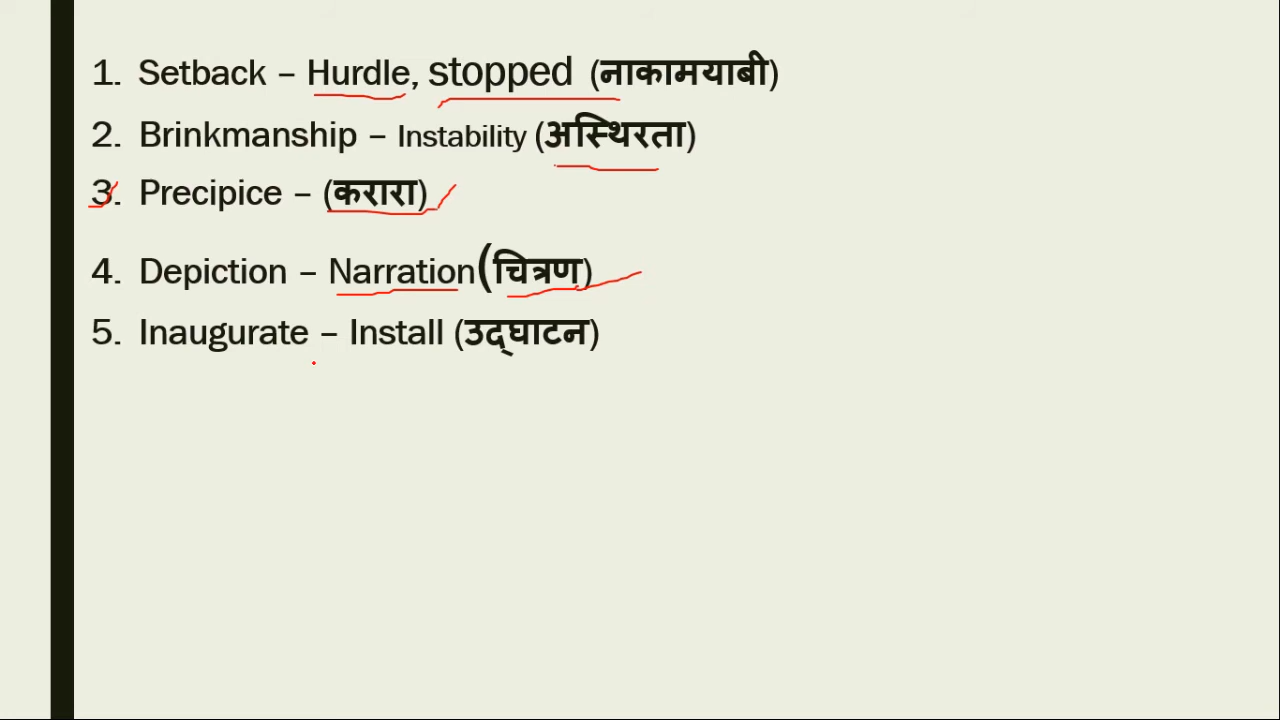 1. Setback – Hurdle, stopped (नाकामयाबी)
2. Brinkmanship – Instability (अस्थिरता)
3. Precipice – (करारा)
4. Depiction – Narration(चित्रण)
5. Inaugurate – Install (उद्घाटन)